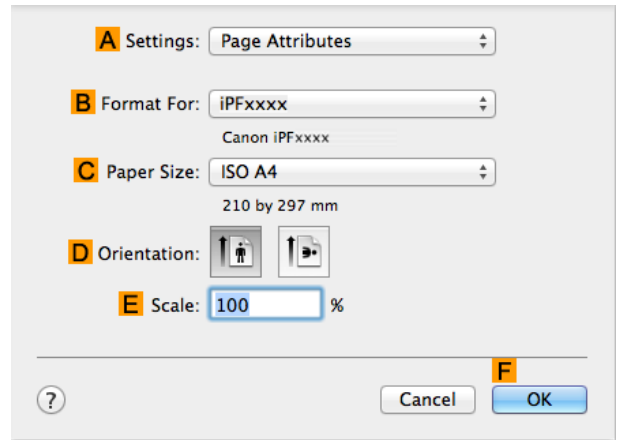 A Settings: Page Attributes
B Format For: iPFxxxx
Canon iPFxxxx
C Paper Size: ISO A4
210 by 297 mm
D Orientation:
E Scale: 100 %
F
? Cancel OK